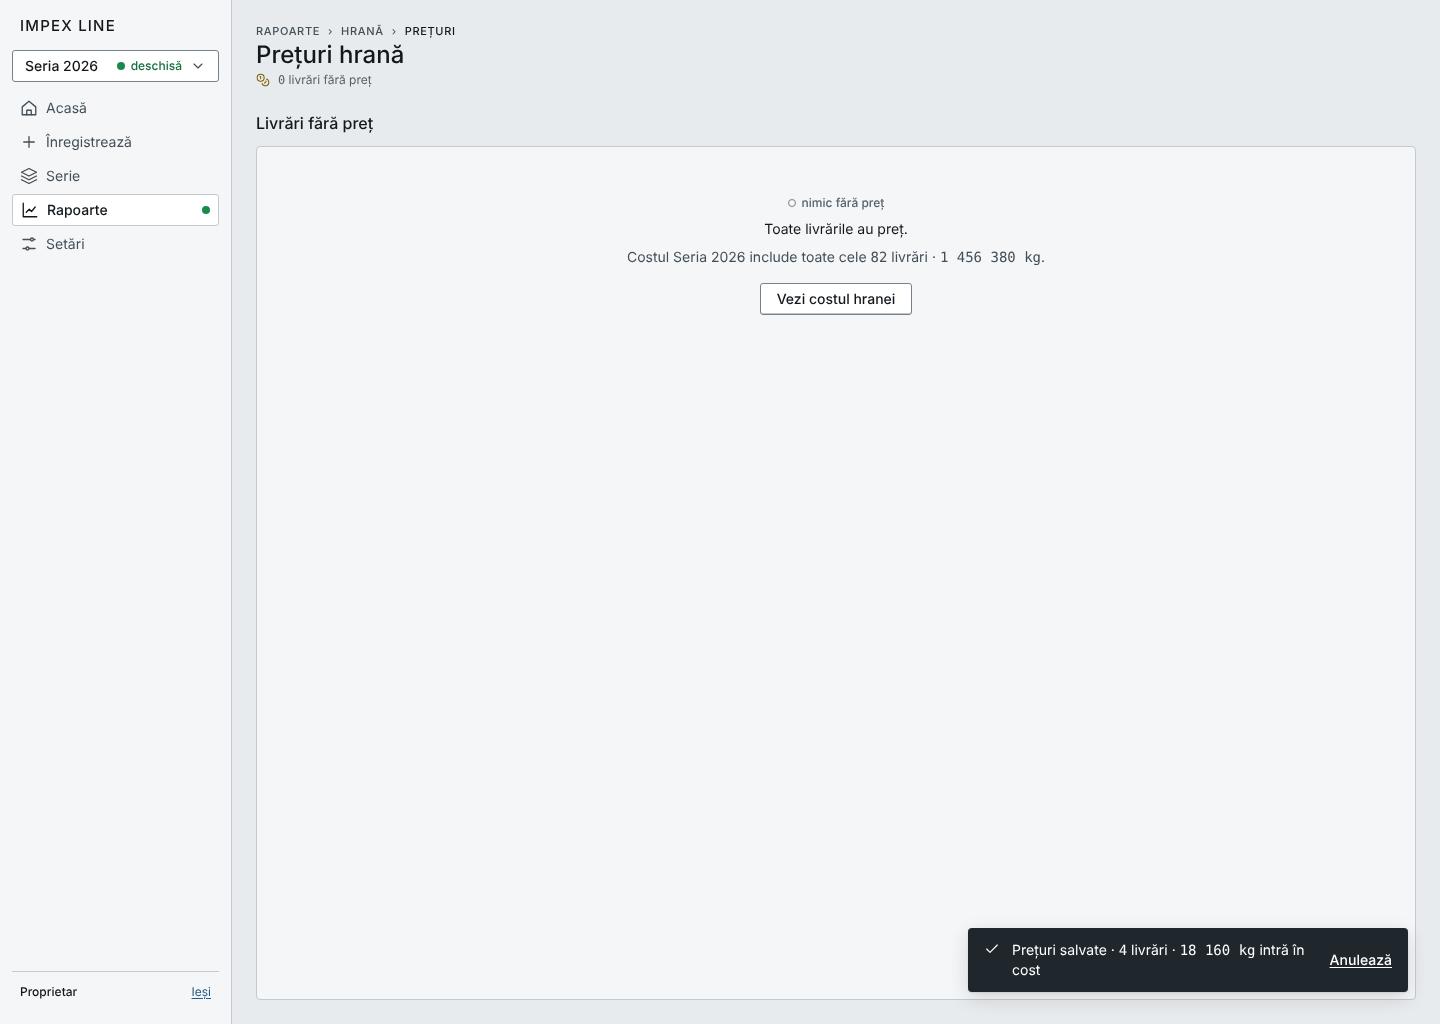 IMPEX LINE
Seria 2026 deschisă
Acasă
Înregistrează
Serie
Rapoarte
Setări
Proprietar Ieși
RAPOARTE › HRANĂ › PREȚURI
Prețuri hrană
0 livrări fără preț
Livrări fără preț
nimic fără preț
Toate livrările au preț.
Costul Seria 2026 include toate cele 82 livrări · 1 456 380 kg.
Vezi costul hranei
Prețuri salvate · 4 livrări · 18 160 kg intră în
cost
Anulează